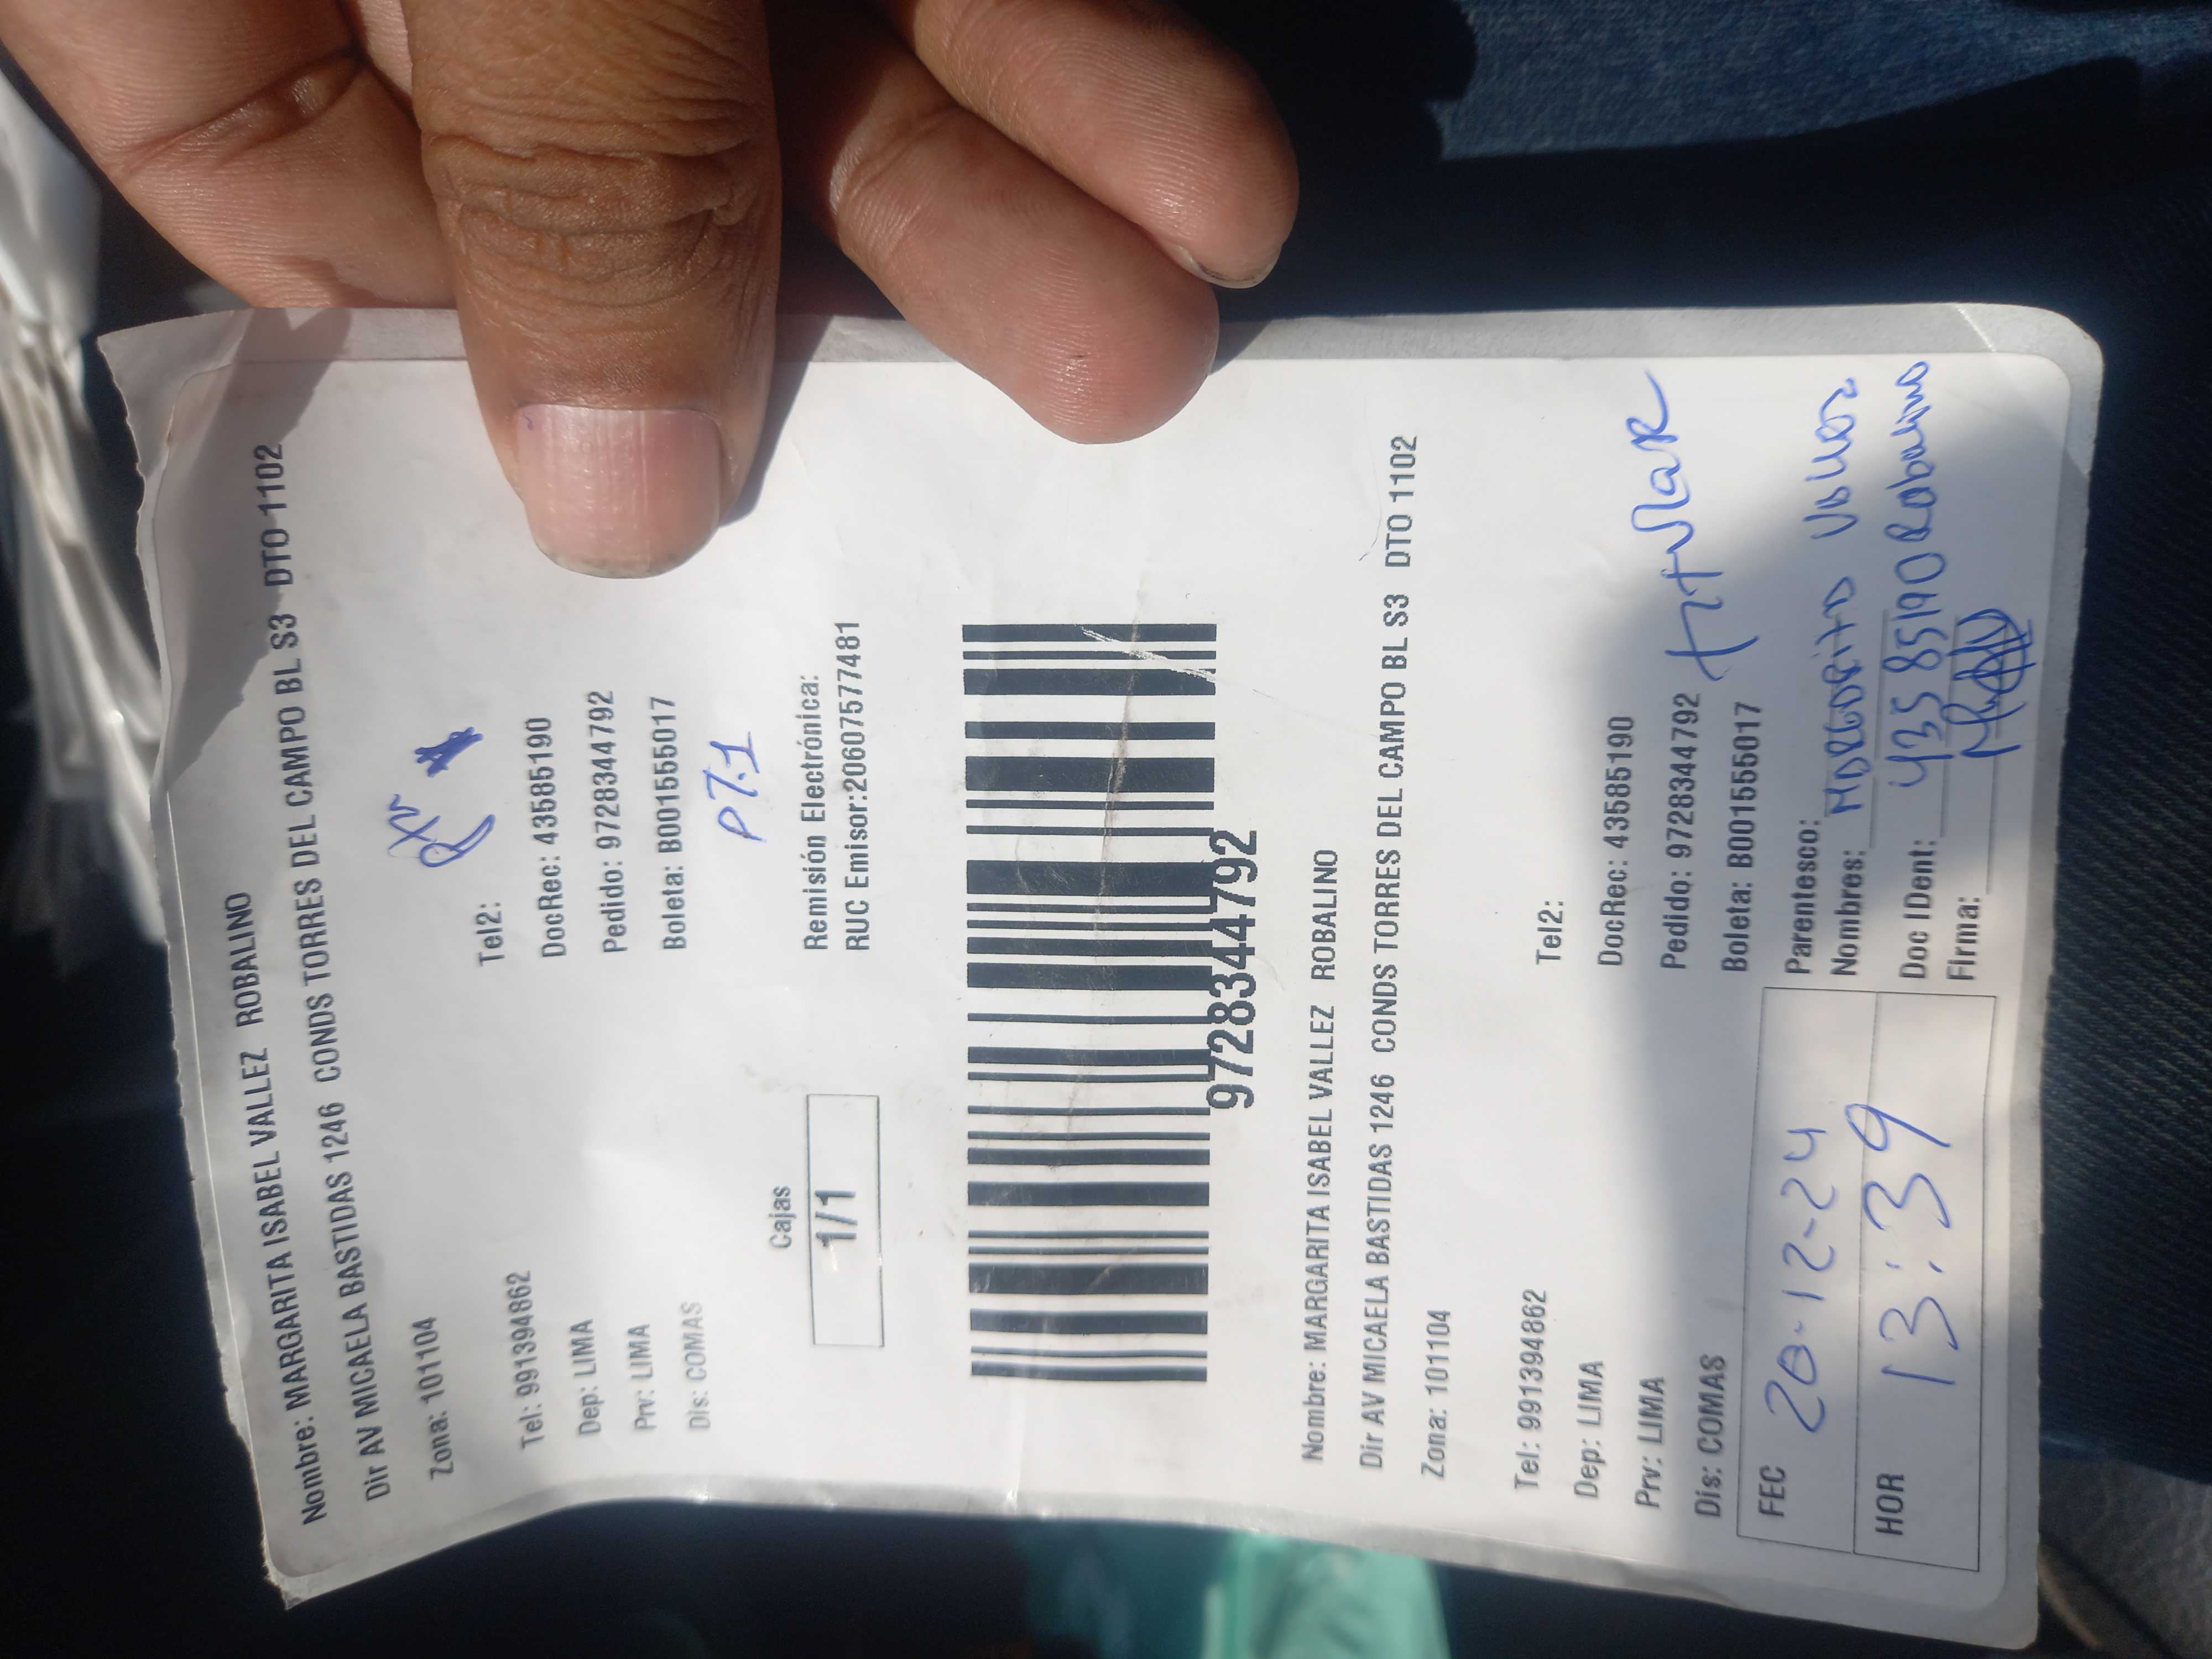 Nombre: MARGARITA ISABEL VALLEZ ROBALINO
Dir AV MICAELA BASTIDAS 1246 CONDS TORRES DEL CAMPO BL S3 DTO 1102
Zona: 101104
Tel: 991394862
Tel2:
Dep: LIMA
DocRec: 43585190
Prv: LIMA
Pedido: 972834 4792
Dis: COMAS
Boleta: B001555017
P7.1
Cajas
1/1
Remisión Electrónica:
RUC Emisor:20607577481
9728344792
Nombre: MARGARITA ISABEL VALLEZ ROBALINO
Dir AV MICAELA BASTIDAS 1246 CONDS TORRES DEL CAMPO BL S3 DTO 1102
Zona: 101104
Tel: 991394862
Tel2:
Dep: LIMA
DocRec: 43585190
Prv: LIMA
Pedido: 9728344792
Dis: COMAS
Boleta: B001555017
titular
FEC 20-12-24
Parentesco:
Nombres: Margarita Vallez Robalino
HOR 13:39
Doc IDent: 43585190
Firma: